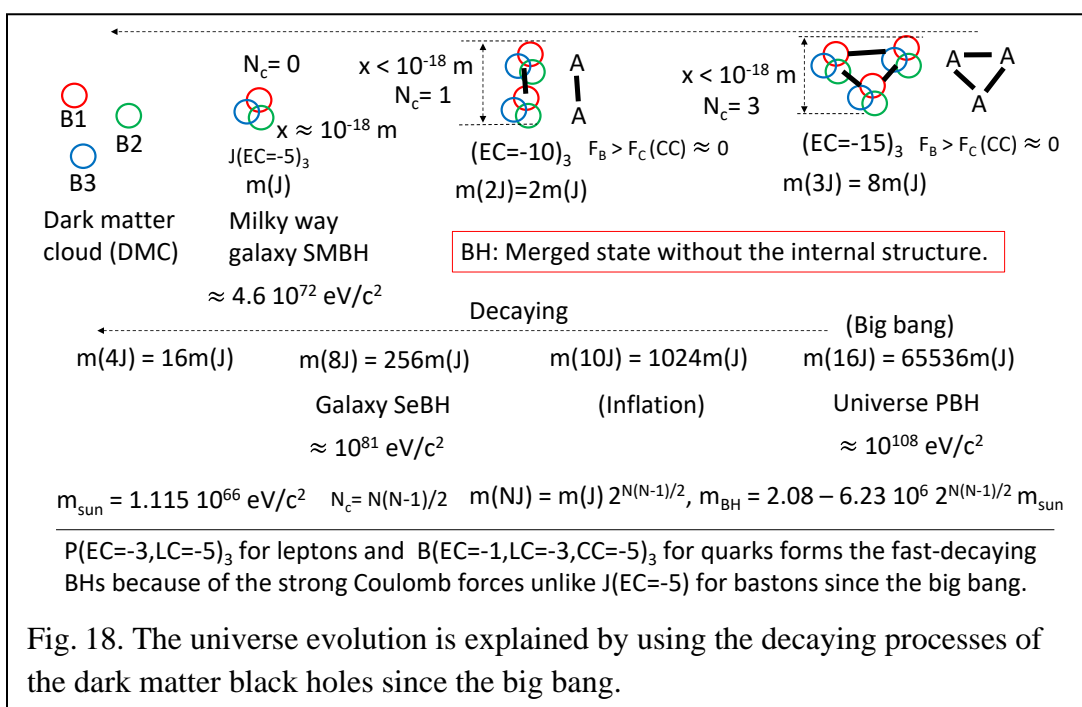 N_c= 0
x < 10^-18 m
N_c= 1
A
A
x < 10^-18 m
N_c= 3
A A
A
B1
B2
B3
x ≈ 10^-18 m
J(EC=-5)_3
m(J)
(EC=-10)_3 F_B > F_C (CC) ≈ 0
m(2J)=2m(J)
(EC=-15)_3 F_B > F_C (CC) ≈ 0
m(3J) = 8m(J)
Dark matter
cloud (DMC)
Milky way
galaxy SMBH
≈ 4.6 10^72 eV/c^2
BH: Merged state without the internal structure.
Decaying
(Big bang)
m(4J) = 16m(J) m(8J) = 256m(J) m(10J) = 1024m(J) m(16J) = 65536m(J)
Galaxy SeBH (Inflation) Universe PBH
≈ 10^81 eV/c^2 ≈ 10^108 eV/c^2
m_sun = 1.115 10^66 eV/c^2 N_c= N(N-1)/2 m(NJ) = m(J) 2^N(N-1)/2, m_BH = 2.08 – 6.23 10^6 2^N(N-1)/2 m_sun
P(EC=-3,LC=-5)_3 for leptons and B(EC=-1,LC=-3,CC=-5)_3 for quarks forms the fast-decaying
BHs because of the strong Coulomb forces unlike J(EC=-5) for bastons since the big bang.
Fig. 18. The universe evolution is explained by using the decaying processes of
the dark matter black holes since the big bang.